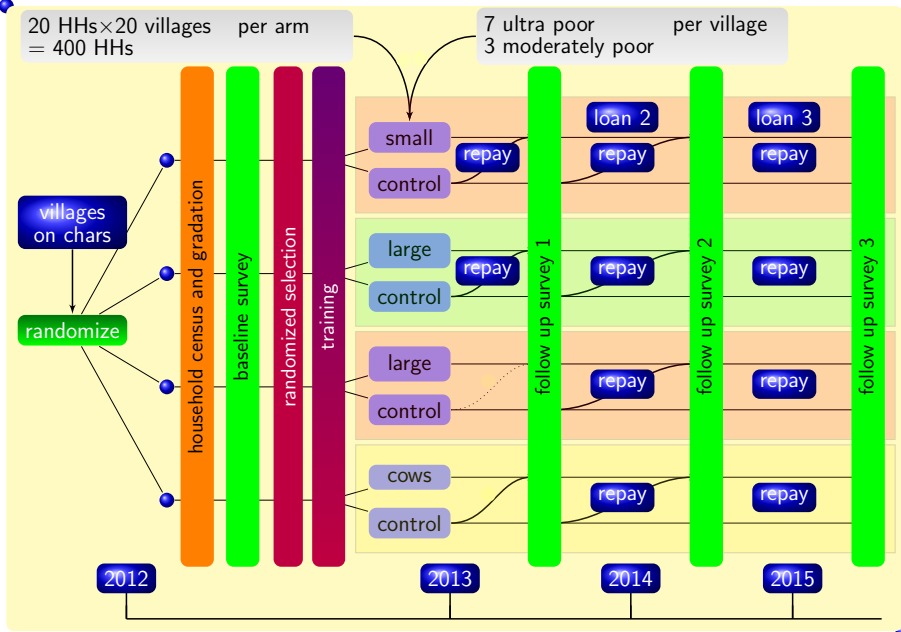 20 HHs×20 villages per arm
= 400 HHs
7 ultra poor per village
3 moderately poor
villages
on chars
randomize
household census and gradation
baseline survey
randomized selection
training
small
control
repay
large
control
repay
large
control
cows
control
follow up survey 1
loan 2
repay
repay
repay
repay
follow up survey 2
loan 3
repay
repay
repay
repay
follow up survey 3
2012
2013
2014
2015